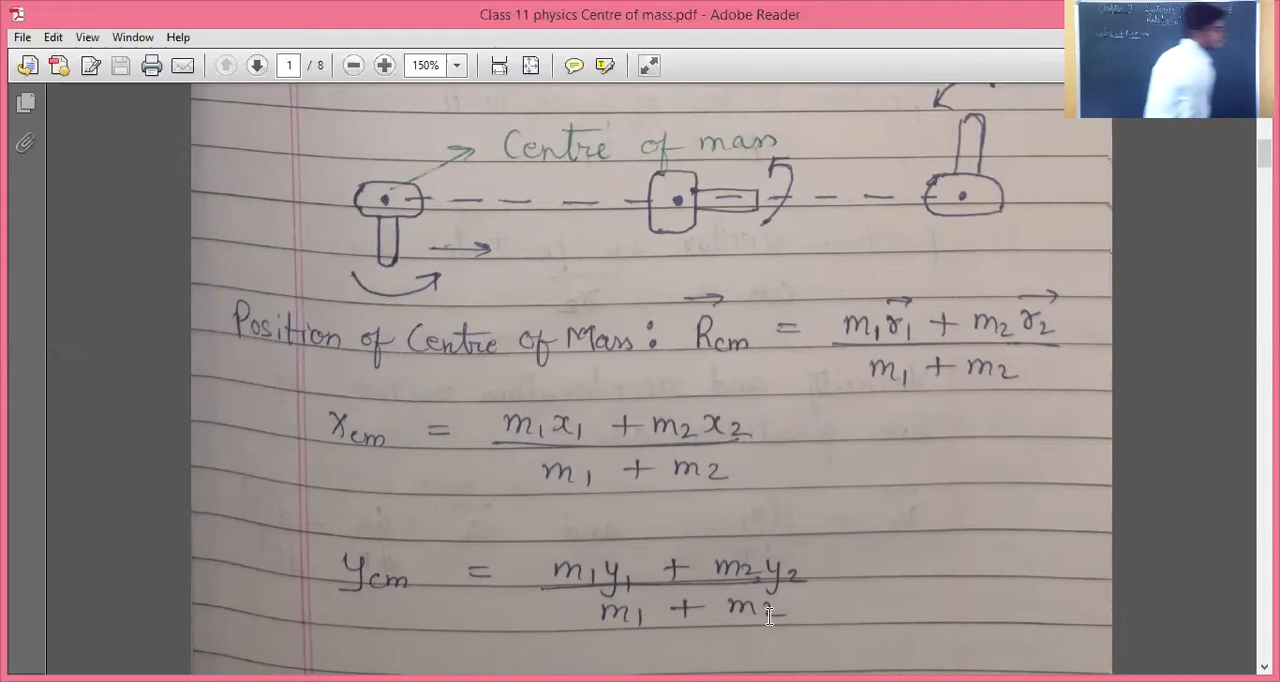 Class 11 physics Centre of mass.pdf - Adobe Reader
File Edit View Window Help
1 / 8 150%
Centre of mass
Position of Centre of Mass : R⃗cm = (m₁r⃗₁ + m₂r⃗₂) / (m₁ + m₂)
xcm = (m₁x₁ + m₂x₂) / (m₁ + m₂)
ycm = (m₁y₁ + m₂y₂) / (m₁ + m₂)